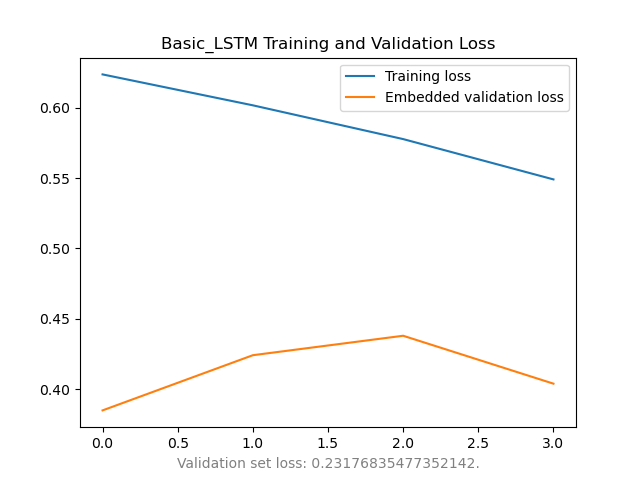 Basic_LSTM Training and Validation Loss
Training loss
Embedded validation loss
0.60
0.55
0.50
0.45
0.40
0.0 0.5 1.0 1.5 2.0 2.5 3.0
Validation set loss: 0.23176835477352142.